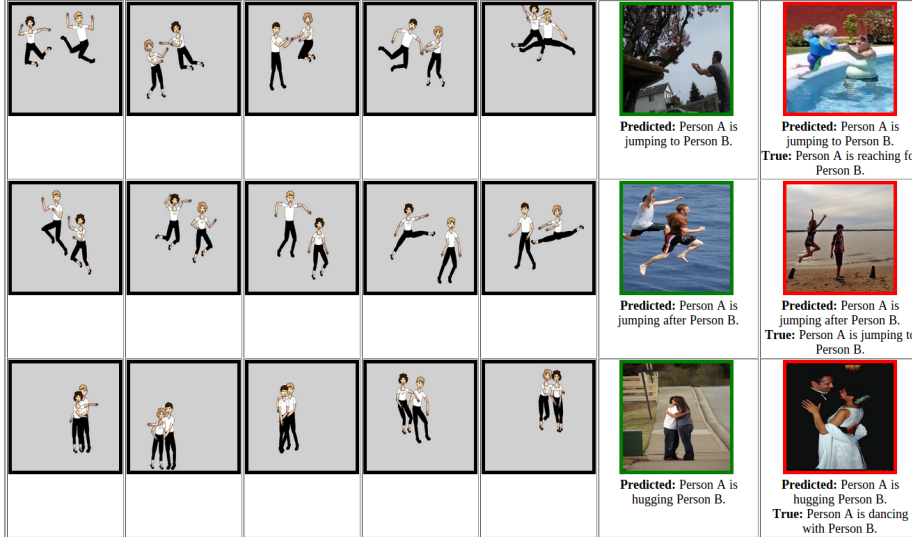 Predicted: Person A is
jumping to Person B.
Predicted: Person A is
jumping to Person B.
True: Person A is reaching fo
Person B.
Predicted: Person A is
jumping after Person B.
Predicted: Person A is
jumping after Person B.
True: Person A is jumping to
Person B.
Predicted: Person A is
hugging Person B.
Predicted: Person A is
hugging Person B.
True: Person A is dancing
with Person B.